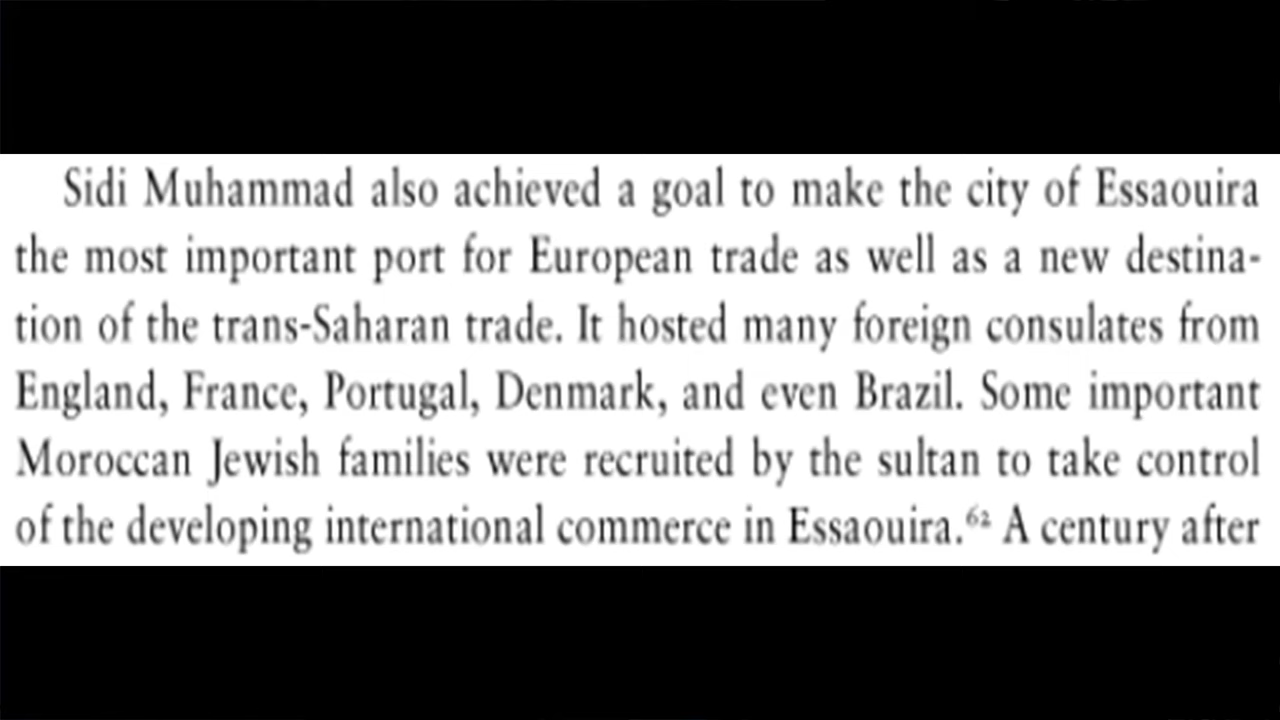 Sidi Muhammad also achieved a goal to make the city of Essaouira
the most important port for European trade as well as a new destina-
tion of the trans-Saharan trade. It hosted many foreign consulates from
England, France, Portugal, Denmark, and even Brazil. Some important
Moroccan Jewish families were recruited by the sultan to take control
of the developing international commerce in Essaouira.⁶² A century after